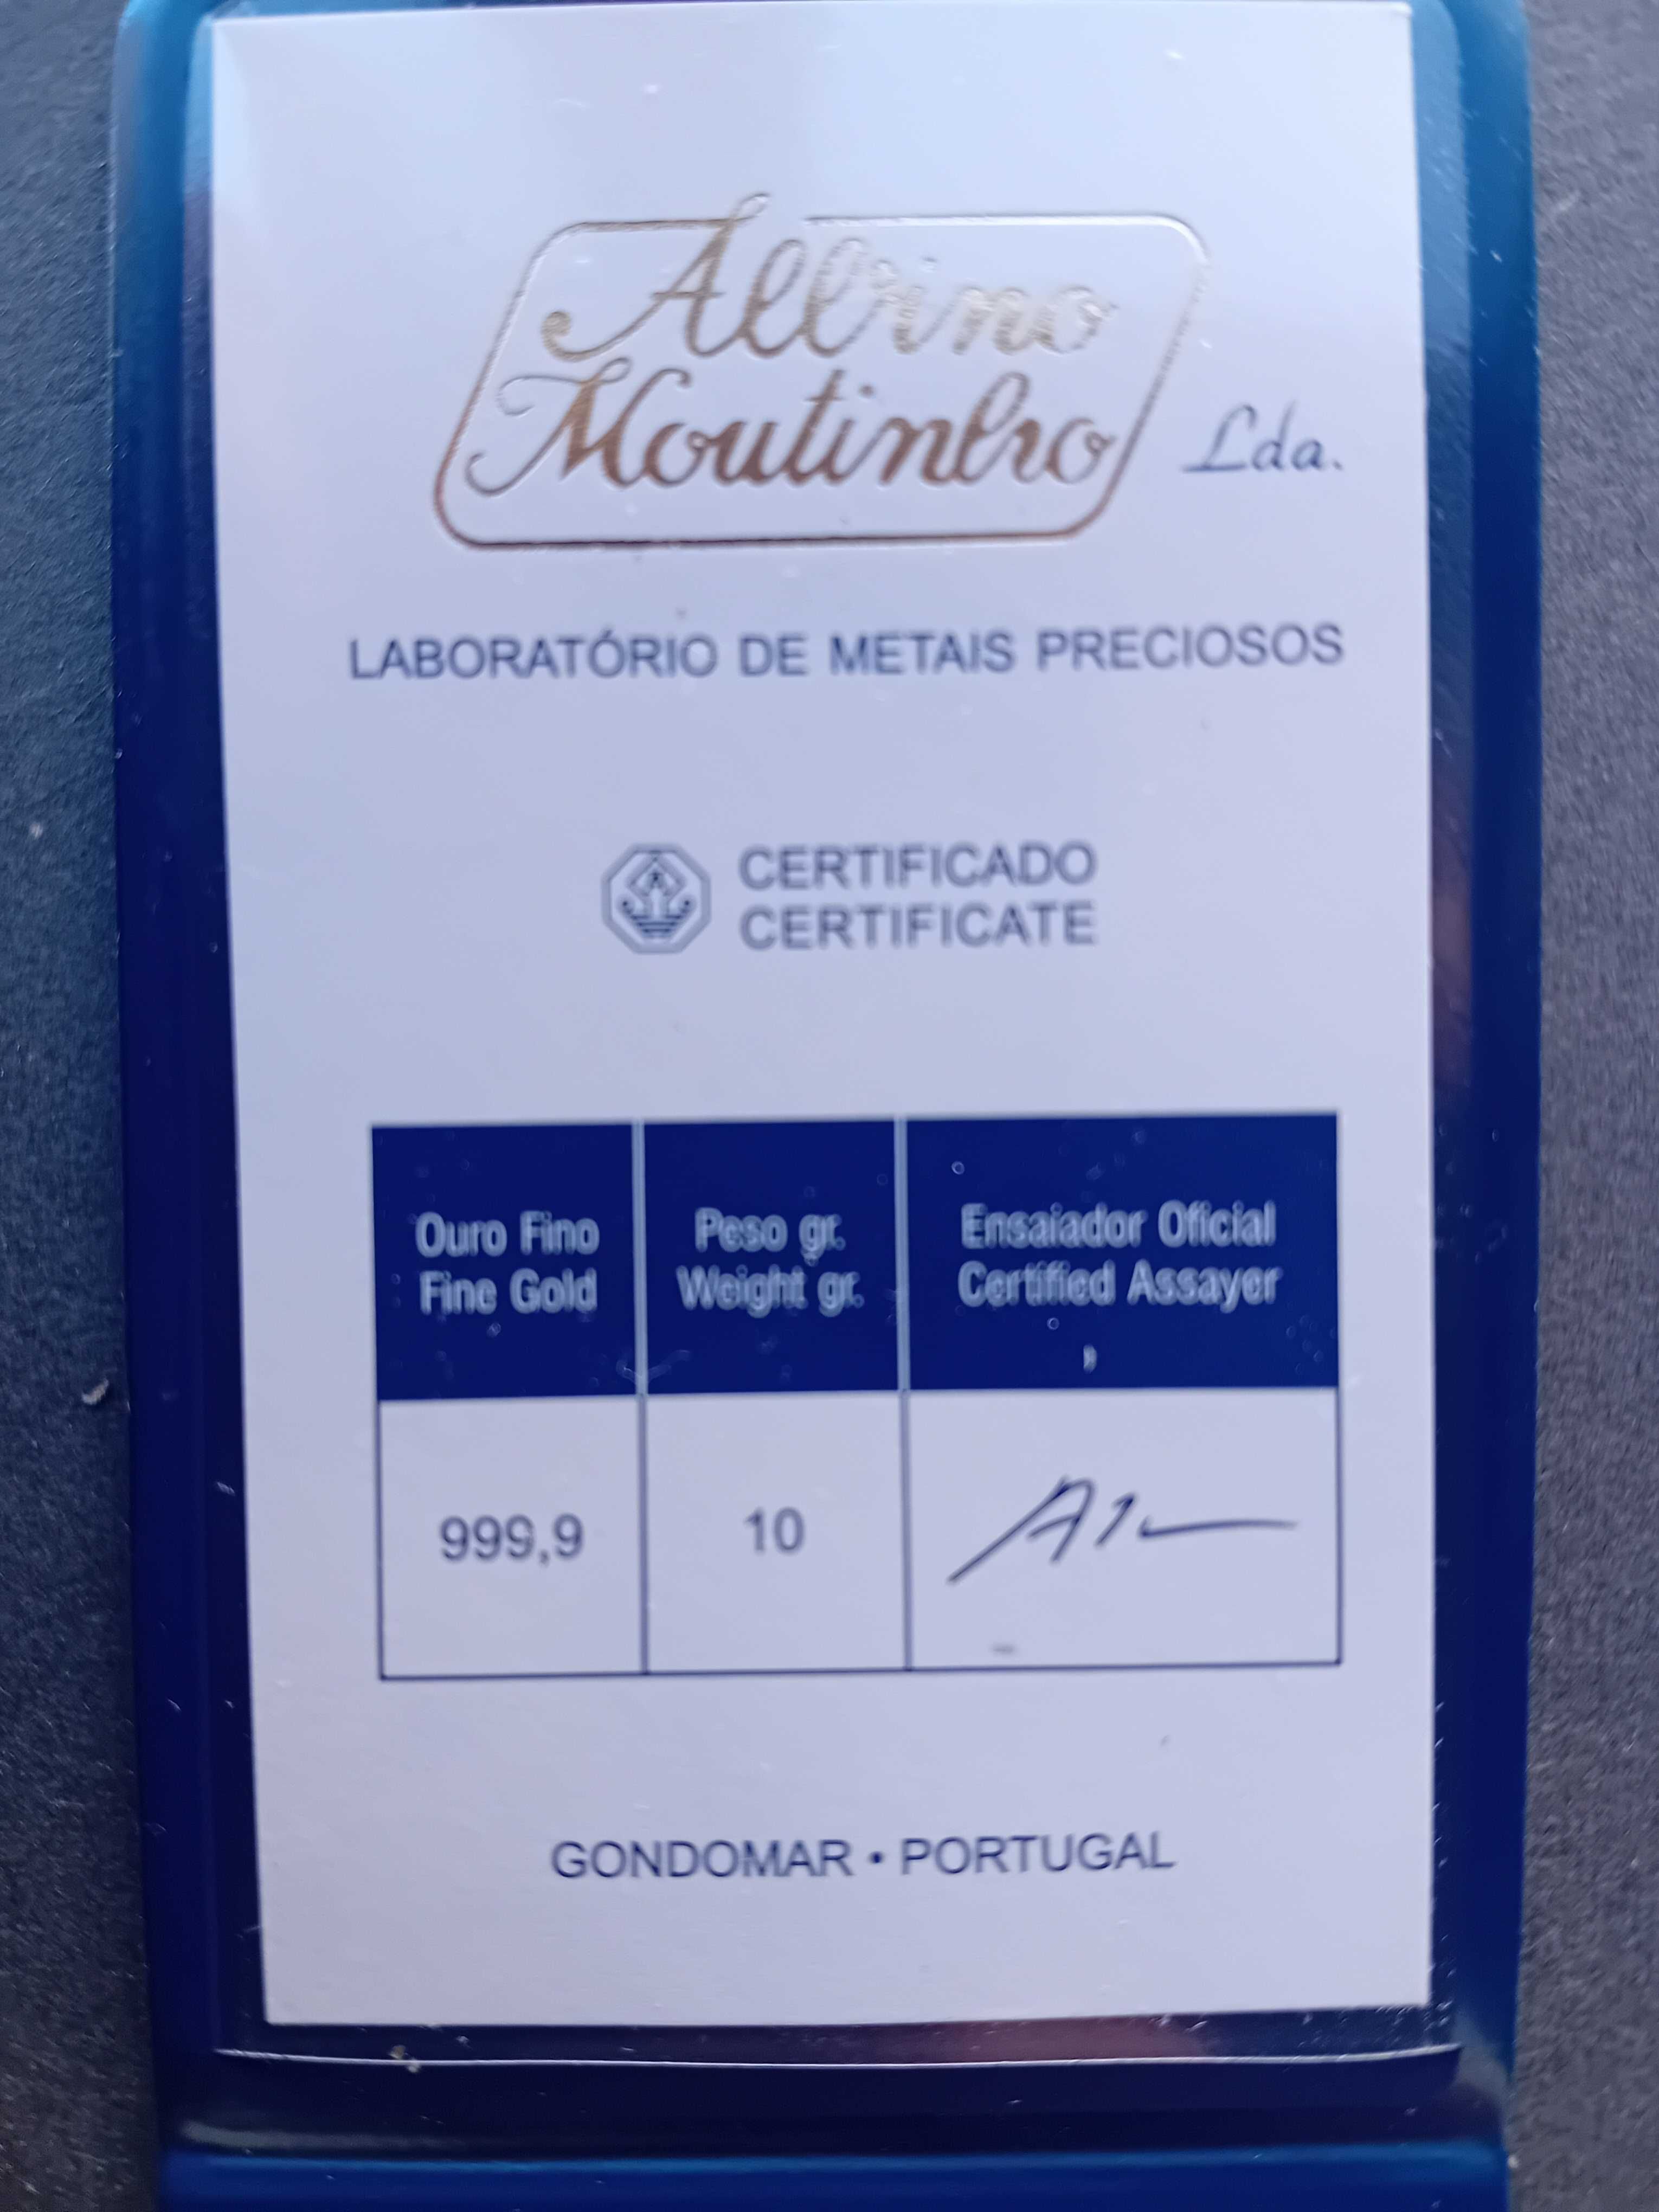 Albino
Moutinho Lda.
LABORATÓRIO DE METAIS PRECIOSOS
CERTIFICADO
CERTIFICATE
Ouro Fino
Fine Gold
Peso gr.
Weight gr.
Ensaiador Oficial
Certified Assayer
999,9
10
GONDOMAR • PORTUGAL